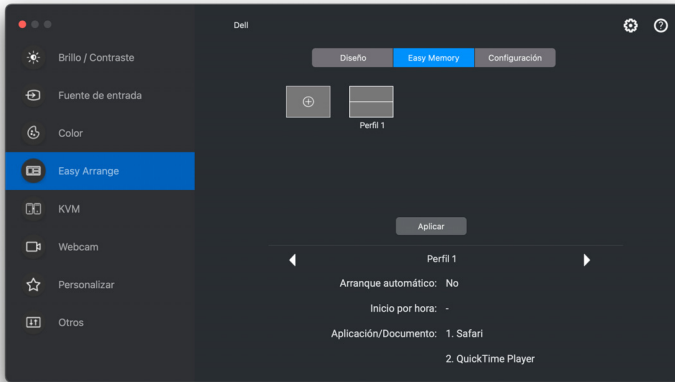 Dell
Brillo / Contraste
Fuente de entrada
Color
Easy Arrange
KVM
Webcam
Personalizar
Otros
Diseño Easy Memory Configuración
Perfil 1
Aplicar
Perfil 1
Arranque automático: No
Inicio por hora: -
Aplicación/Documento: 1. Safari
2. QuickTime Player